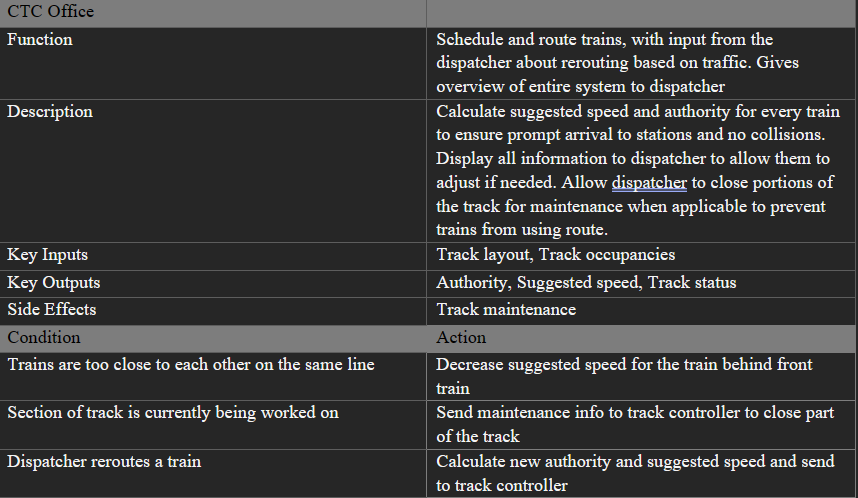 CTC Office
Function
Schedule and route trains, with input from the
dispatcher about rerouting based on traffic. Gives
overview of entire system to dispatcher
Description
Calculate suggested speed and authority for every train
to ensure prompt arrival to stations and no collisions.
Display all information to dispatcher to allow them to
adjust if needed. Allow dispatcher to close portions of
the track for maintenance when applicable to prevent
trains from using route.
Key Inputs
Track layout, Track occupancies
Key Outputs
Authority, Suggested speed, Track status
Side Effects
Track maintenance
Condition
Action
Trains are too close to each other on the same line
Decrease suggested speed for the train behind front
train
Section of track is currently being worked on
Send maintenance info to track controller to close part
of the track
Dispatcher reroutes a train
Calculate new authority and suggested speed and send
to track controller